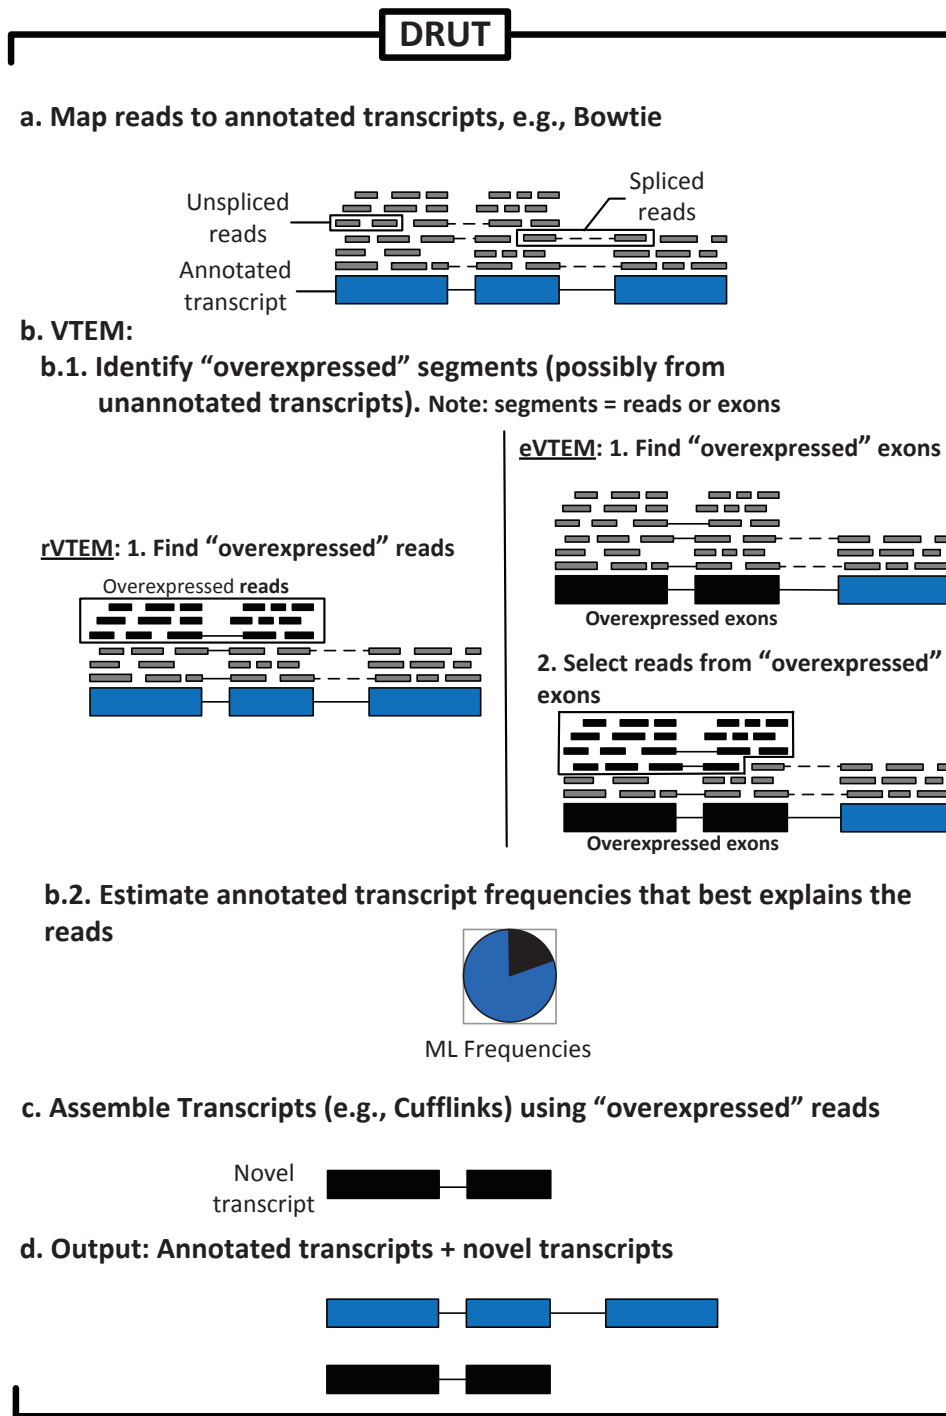 DRUT
a. Map reads to annotated transcripts, e.g., Bowtie
Unspliced
reads
Spliced
reads
Annotated
transcript
b. VTEM:
b.1. Identify “overexpressed” segments (possibly from
unannotated transcripts). Note: segments = reads or exons
rVTEM: 1. Find “overexpressed” reads
Overexpressed reads
eVTEM: 1. Find “overexpressed” exons
Overexpressed exons
2. Select reads from “overexpressed”
exons
Overexpressed exons
b.2. Estimate annotated transcript frequencies that best explains the
reads
ML Frequencies
c. Assemble Transcripts (e.g., Cufflinks) using “overexpressed” reads
Novel
transcript
d. Output: Annotated transcripts + novel transcripts